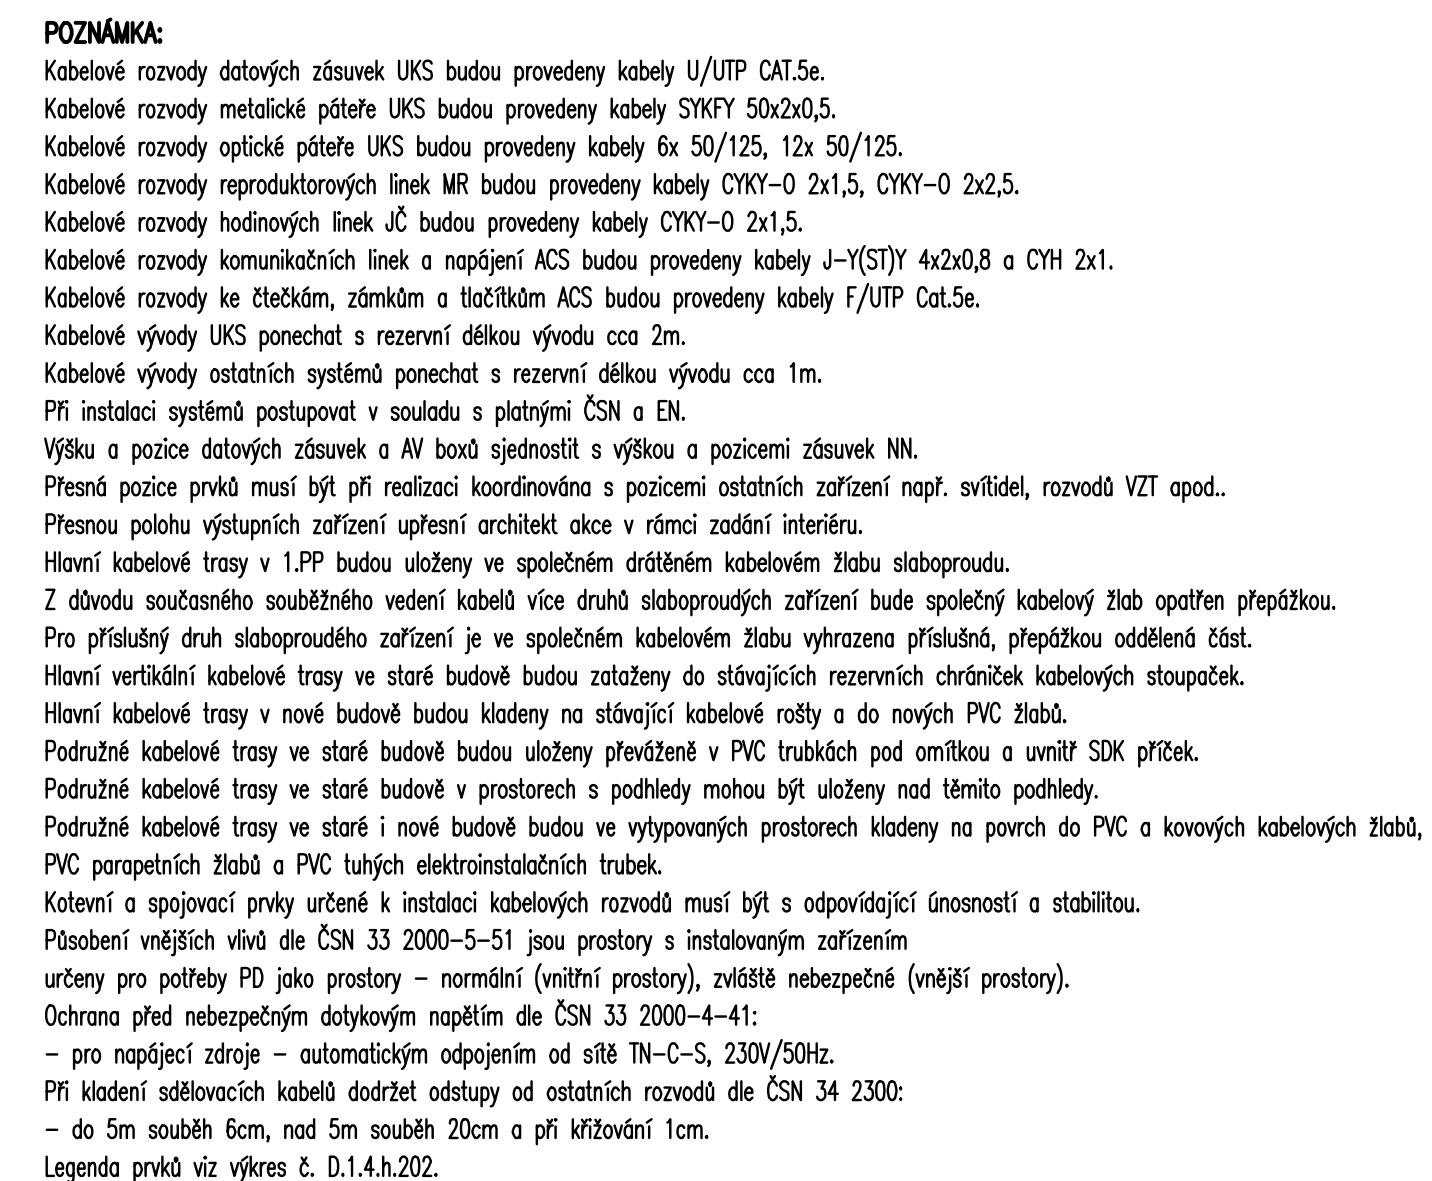 POZNÁMKA:
Kabelové rozvody datových zásuvek UKS budou provedeny kabely U/UTP CAT.5e.
Kabelové rozvody metalické páteře UKS budou provedeny kabely SYKFY 50x2x0,5.
Kabelové rozvody optické páteře UKS budou provedeny kabely 6x 50/125, 12x 50/125.
Kabelové rozvody reproduktorových linek MR budou provedeny kabely CYKY-O 2x1,5, CYKY-O 2x2,5.
Kabelové rozvody hodinových linek JČ budou provedeny kabely CYKY-O 2x1,5.
Kabelové rozvody komunikačních linek a napájení ACS budou provedeny kabely J-Y(ST)Y 4x2x0,8 a CYH 2x1.
Kabelové rozvody ke čtečkám, zámkům a tlačítkům ACS budou provedeny kabely F/UTP Cat.5e.
Kabelové vývody UKS ponechat s rezervní délkou vývodu cca 2m.
Kabelové vývody ostatních systémů ponechat s rezervní délkou vývodu cca 1m.
Při instalaci systémů postupovat v souladu s platnými ČSN a EN.
Výšku a pozice datových zásuvek a AV boxů sjednostit s výškou a pozicemi zásuvek NN.
Přesná pozice prvků musí být při realizaci koordinována s pozicemi ostatních zařízení např. svítidel, rozvodů VZT apod..
Přesnou polohu výstupních zařízení upřesní architekt akce v rámci zadání interiéru.
Hlavní kabelové trasy v 1.PP budou uloženy ve společném drátěném kabelovém žlabu slaboproudu.
Z důvodu současného souběžného vedení kabelů více druhů slaboproudých zařízení bude společný kabelový žlab opatřen přepážkou.
Pro příslušný druh slaboproudého zařízení je ve společném kabelovém žlabu vyhrazena příslušná, přepážkou oddělená část.
Hlavní vertikální kabelové trasy ve staré budově budou zataženy do stávajících rezervních chrániček kabelových stoupaček.
Hlavní kabelové trasy v nové budově budou kladeny na stávající kabelové rošty a do nových PVC žlabů.
Podružné kabelové trasy ve staré budově budou uloženy převáženě v PVC trubkách pod omítkou a uvnitř SDK příček.
Podružné kabelové trasy ve staré budově v prostorech s podhledy mohou být uloženy nad těmito podhledy.
Podružné kabelové trasy ve staré i nové budově budou ve vytypovaných prostorech kladeny na povrch do PVC a kovových kabelových žlabů,
PVC parapetních žlabů a PVC tuhých elektroinstalačních trubek.
Kotevní a spojovací prvky určené k instalaci kabelových rozvodů musí být s odpovídající únosností a stabilitou.
Působení vnějších vlivů dle ČSN 33 2000-5-51 jsou prostory s instalovaným zařízením
určeny pro potřeby PD jako prostory - normální (vnitřní prostory), zvláště nebezpečné (vnější prostory).
Ochrana před nebezpečným dotykovým napětím dle ČSN 33 2000-4-41:
- pro napájecí zdroje - automatickým odpojením od sítě TN-C-S, 230V/50Hz.
Při kladení sdělovacích kabelů dodržet odstupy od ostatních rozvodů dle ČSN 34 2300:
- do 5m souběh 6cm, nad 5m souběh 20cm a při křižování 1cm.
Legenda prvků viz výkres č. D.1.4.h.202.